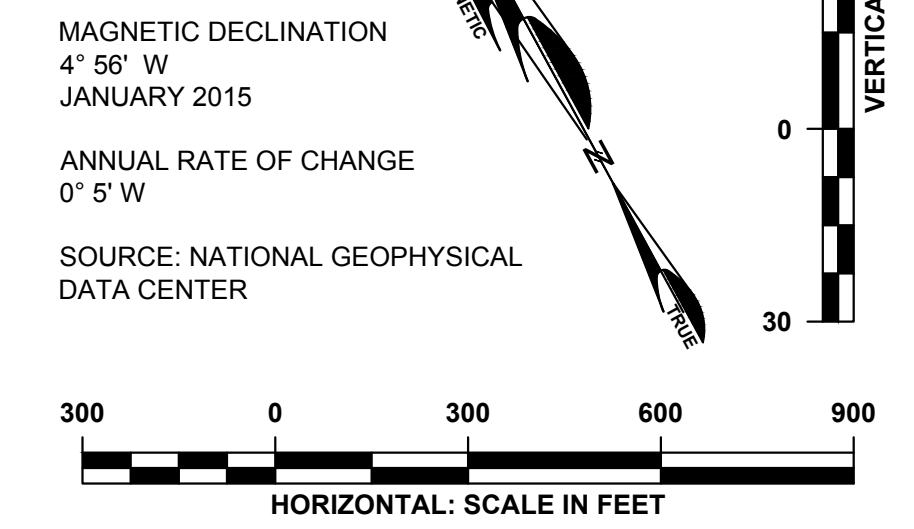 MAGNETIC DECLINATION
4° 56' W
JANUARY 2015
ANNUAL RATE OF CHANGE
0° 5' W
SOURCE: NATIONAL GEOPHYSICAL
DATA CENTER
N
TRUE
0
30
300 0 300 600 900
HORIZONTAL: SCALE IN FEET